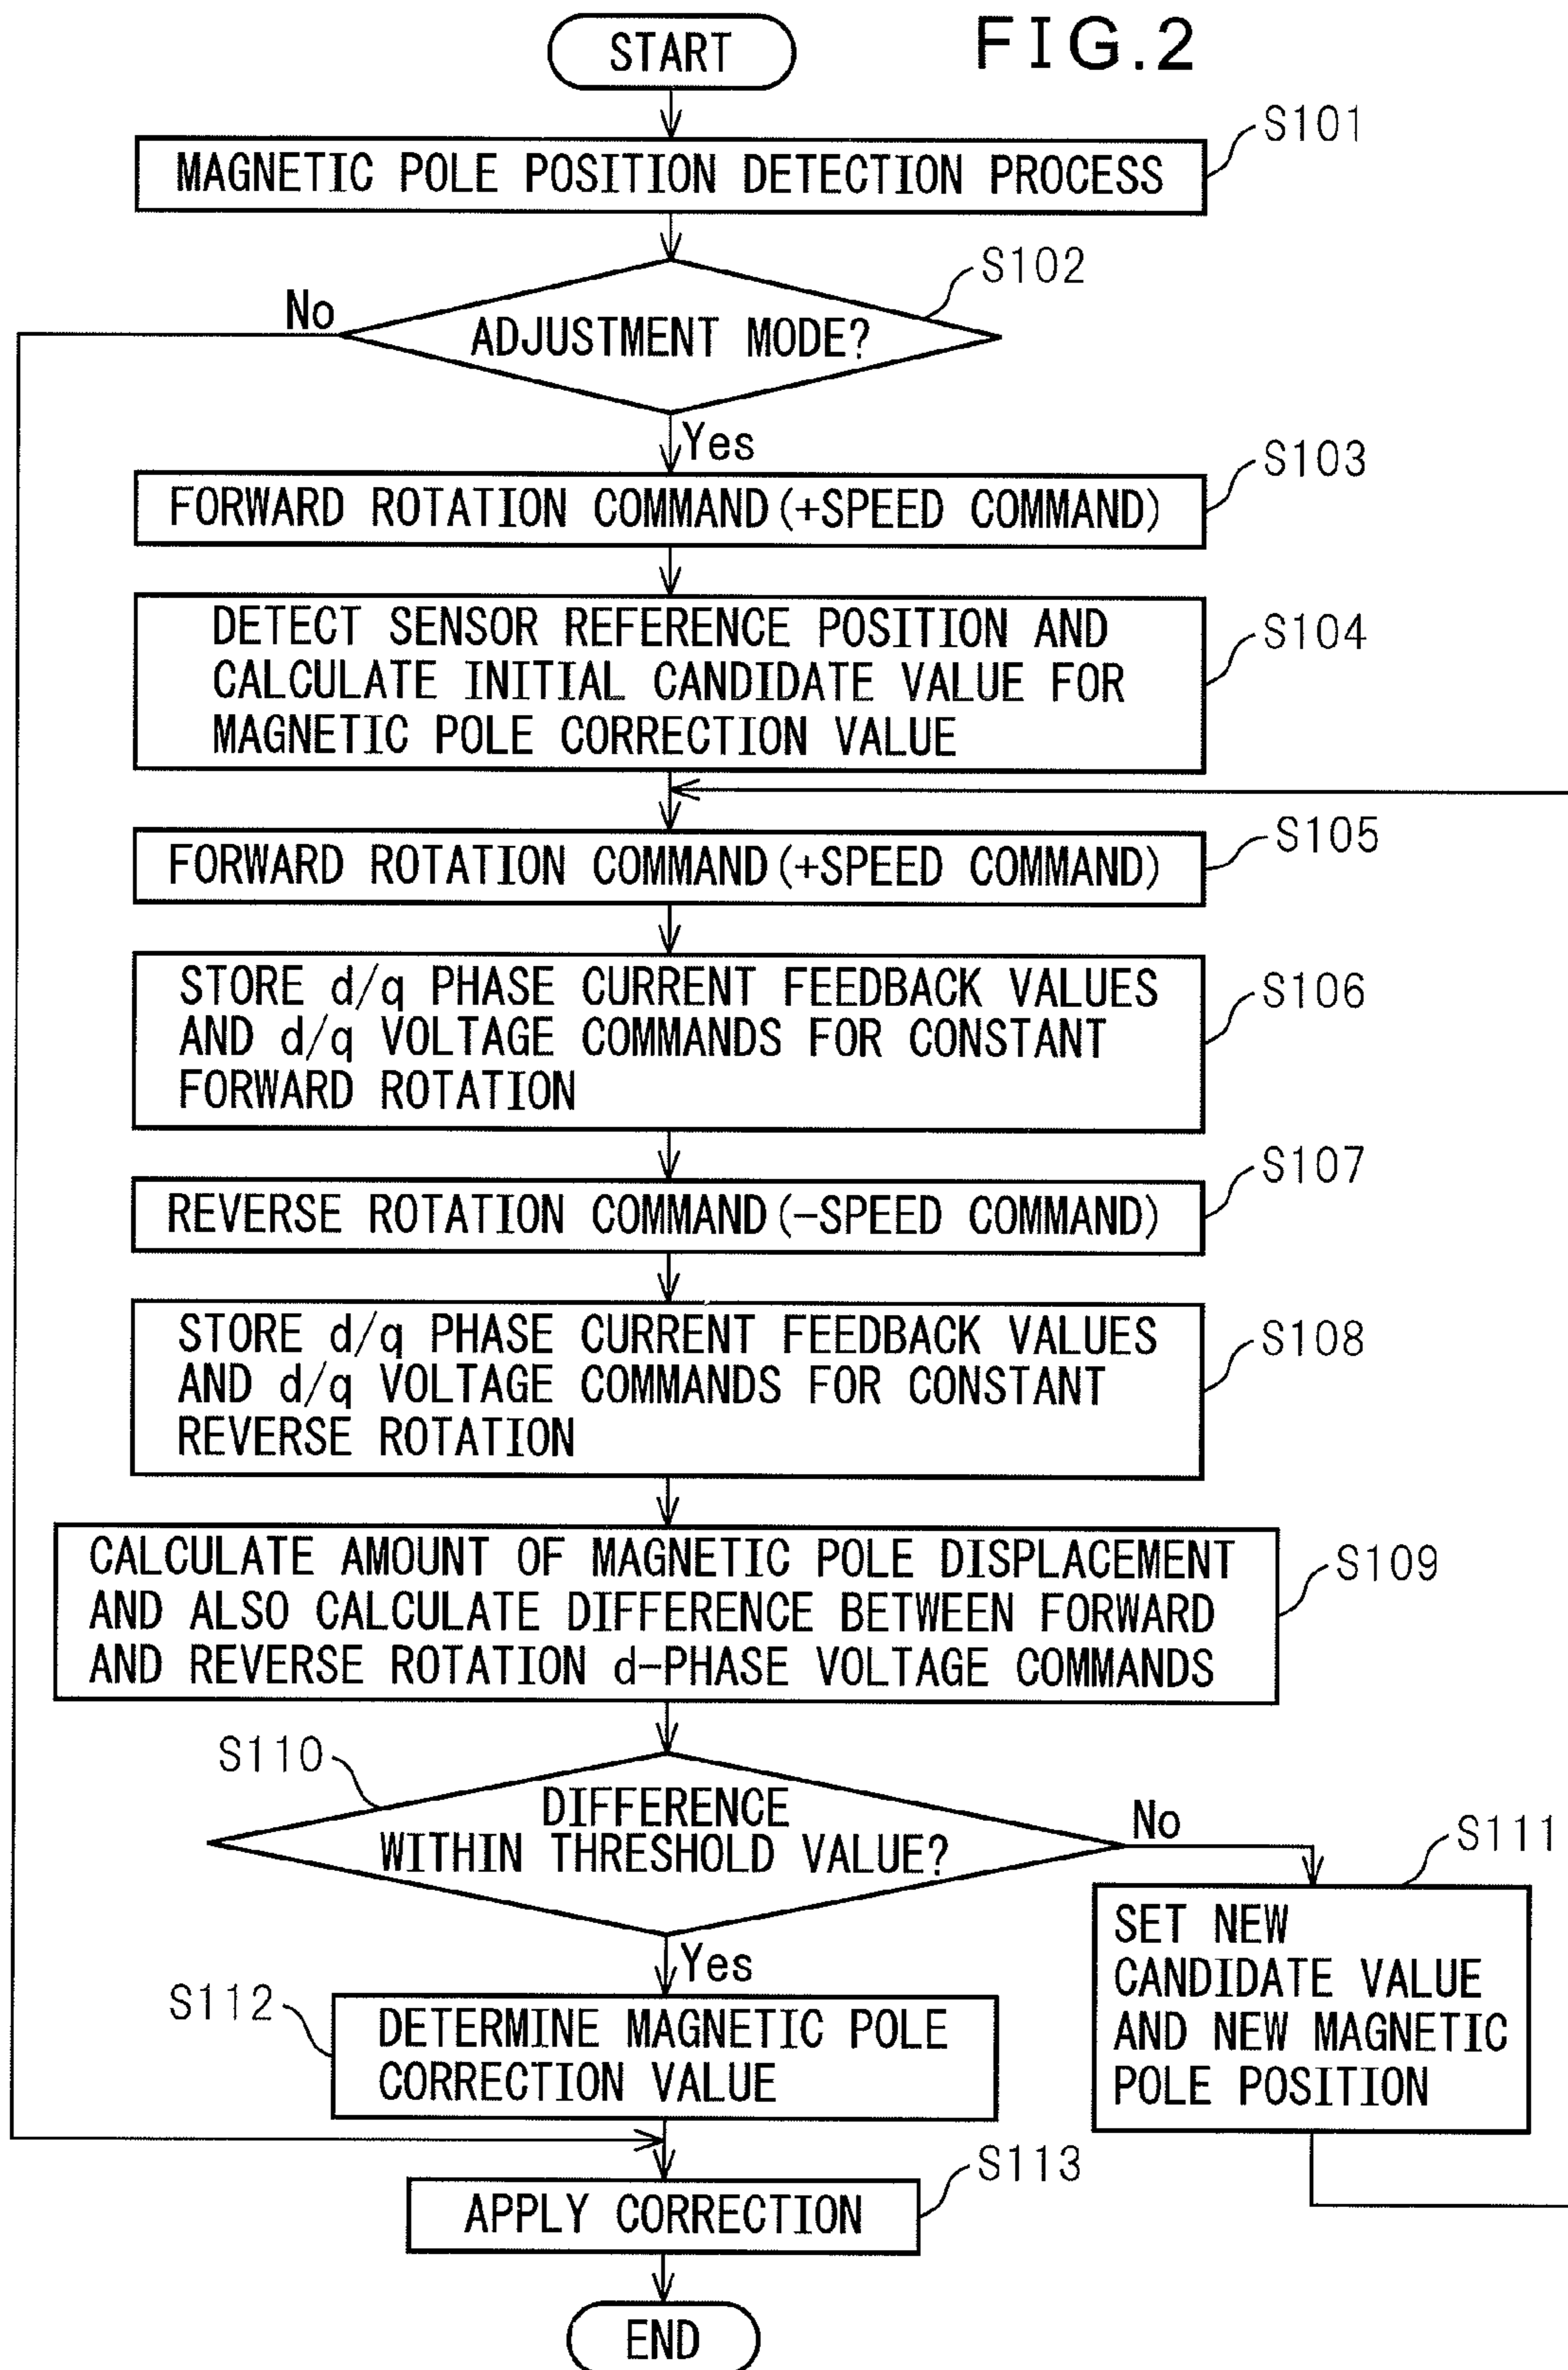 FIG.2
START
S101
MAGNETIC POLE POSITION DETECTION PROCESS
S102
No
ADJUSTMENT MODE?
Yes
S103
FORWARD ROTATION COMMAND(+SPEED COMMAND)
S104
DETECT SENSOR REFERENCE POSITION AND
CALCULATE INITIAL CANDIDATE VALUE FOR
MAGNETIC POLE CORRECTION VALUE
S105
FORWARD ROTATION COMMAND(+SPEED COMMAND)
S106
STORE d/q PHASE CURRENT FEEDBACK VALUES
AND d/q VOLTAGE COMMANDS FOR CONSTANT
FORWARD ROTATION
S107
REVERSE ROTATION COMMAND(-SPEED COMMAND)
S108
STORE d/q PHASE CURRENT FEEDBACK VALUES
AND d/q VOLTAGE COMMANDS FOR CONSTANT
REVERSE ROTATION
S109
CALCULATE AMOUNT OF MAGNETIC POLE DISPLACEMENT
AND ALSO CALCULATE DIFFERENCE BETWEEN FORWARD
AND REVERSE ROTATION d-PHASE VOLTAGE COMMANDS
S110
DIFFERENCE
WITHIN THRESHOLD VALUE?
No
S111
SET NEW
CANDIDATE VALUE
AND NEW MAGNETIC
POLE POSITION
Yes
S112
DETERMINE MAGNETIC POLE
CORRECTION VALUE
S113
APPLY CORRECTION
END